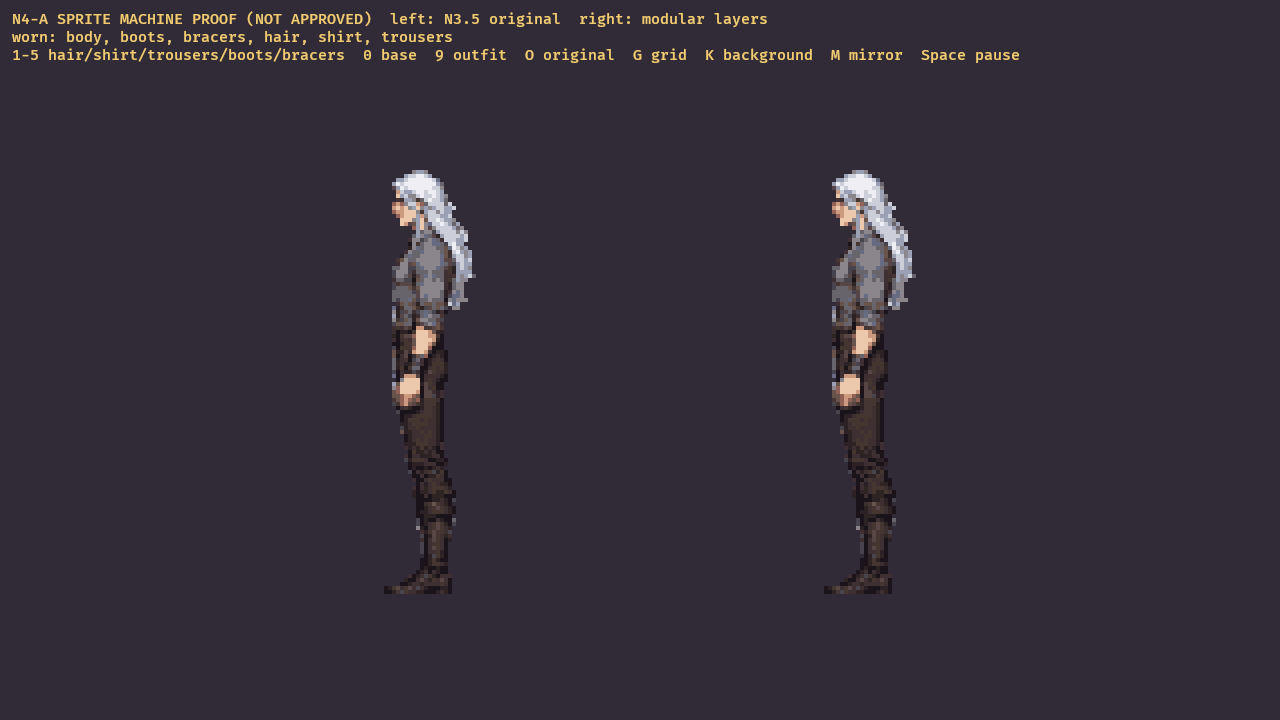 N4-A SPRITE MACHINE PROOF (NOT APPROVED)  left: N3.5 original  right: modular layers
worn: body, boots, bracers, hair, shirt, trousers
1-5 hair/shirt/trousers/boots/bracers  0 base  9 outfit  O original  G grid  K background  M mirror  Space pause